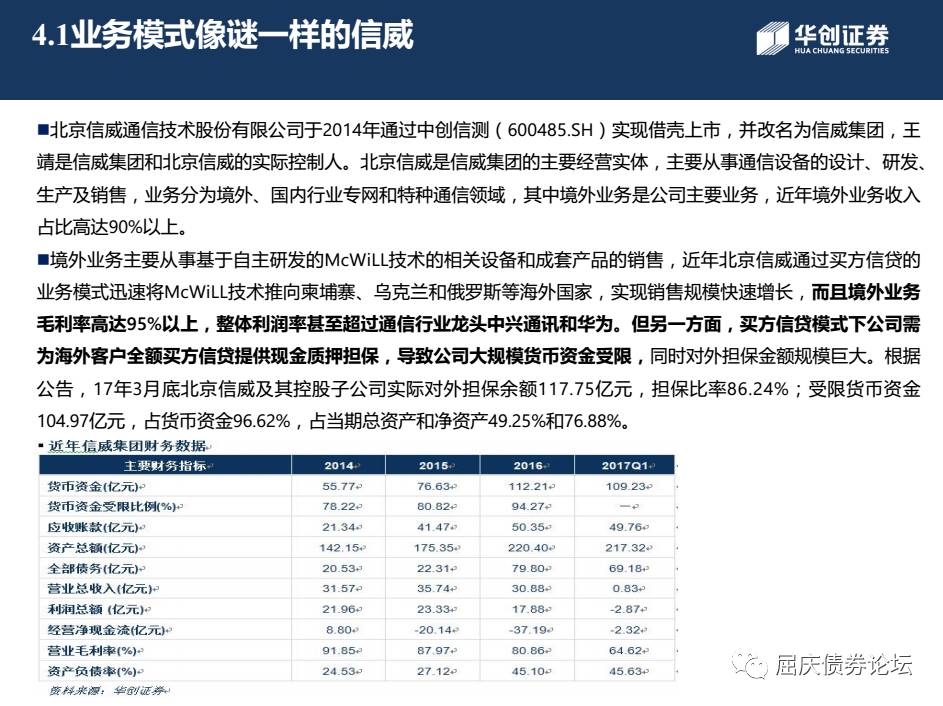 4.1业务模式像谜一样的信威
华创证券
HUA CHUANG SECURITIES
■北京信威通信技术股份有限公司于2014年通过中创信测（600485.SH）实现借壳上市，并改名为信威集团，王
靖是信威集团和北京信威的实际控制人。北京信威是信威集团的主要经营实体，主要从事通信设备的设计、研发、
生产及销售，业务分为境外、国内行业专网和特种通信领域，其中境外业务是公司主要业务，近年境外业务收入
占比高达90%以上。
■境外业务主要从事基于自主研发的McWiLL技术的相关设备和成套产品的销售，近年北京信威通过买方信贷的
业务模式迅速将McWiLL技术推向柬埔寨、乌克兰和俄罗斯等海外国家，实现销售规模快速增长，而且境外业务
毛利率高达95%以上，整体利润率甚至超过通信行业龙头中兴通讯和华为。但另一方面，买方信贷模式下公司需
为海外客户全额买方信贷提供现金质押担保，导致公司大规模货币资金受限，同时对外担保金额规模巨大。根据
公告，17年3月底北京信威及其控股子公司实际对外担保余额117.75亿元，担保比率86.24%；受限货币资金
104.97亿元，占货币资金96.62%，占当期总资产和净资产49.25%和76.88%。
▪ 近年信威集团财务数据
主要财务指标 2014 2015 2016 2017Q1
货币资金(亿元) 55.77 76.63 112.21 109.23
货币资金受限比例(%) 78.22 80.82 94.27 —
应收账款(亿元) 21.34 41.47 50.35 49.76
资产总额(亿元) 142.15 175.35 220.40 217.32
全部债务(亿元) 20.53 22.31 79.80 69.18
营业总收入(亿元) 31.57 35.74 30.88 0.83
利润总额 (亿元) 21.96 23.33 17.88 -2.87
经营净现金流(亿元) 8.80 -20.14 -37.19 -2.32
营业毛利率(%) 91.85 87.97 80.86 64.62
资产负债率(%) 24.53 27.12 45.10 45.63
资料来源：华创证券
屈庆债券论坛